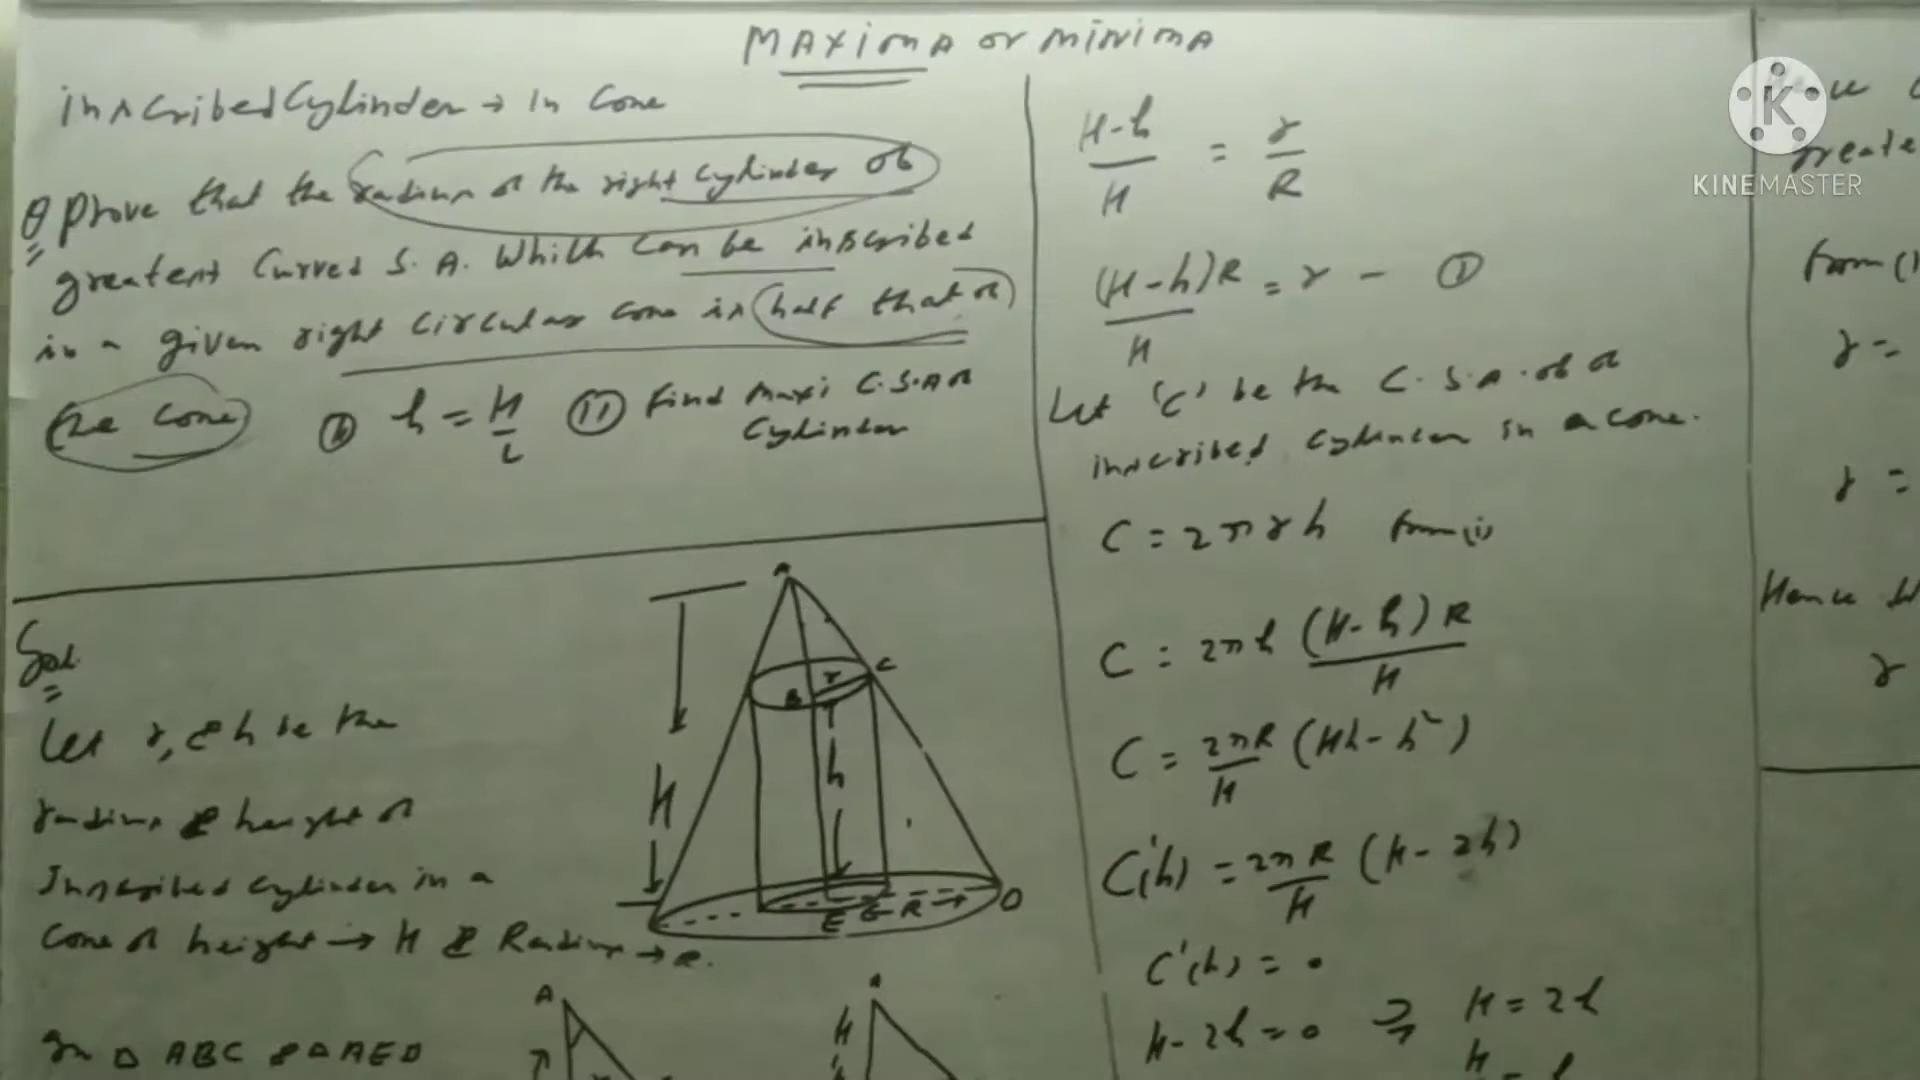 MAXIMA or MINIMA
Inscribed Cylinder → In Cone
Q Prove that the radius of the right cylinder of
greatest Curved S.A. Which can be inscribed
in a given right circular cone is half that of
the cone
h = H/2 (ii) Find Maxi C.S.A of
Cylinder
Sol.
Let r, & h be the
radius & height of
Inscribed cylinder in a
Cone of height → H & Radius → R.
In △ ABC & △ AED
A
C
r
B
h
H
E
R →
D
A
A
H
(H-h)/H = r/R
(H-h)R/H = r - (1)
Let 'C' be the C.S.A. of a
inscribed cylinder in a cone.
C = 2πrh from (i)
C = 2πh (H-h)R/H
C = 2πR/H (Hh-h²)
C'(h) = 2πR/H (H-2h)
C'(h) = 0
H-2h=0 ⇒ H=2h
H
greate
from (1)
r =
r =
Hence
r
KINEMASTER